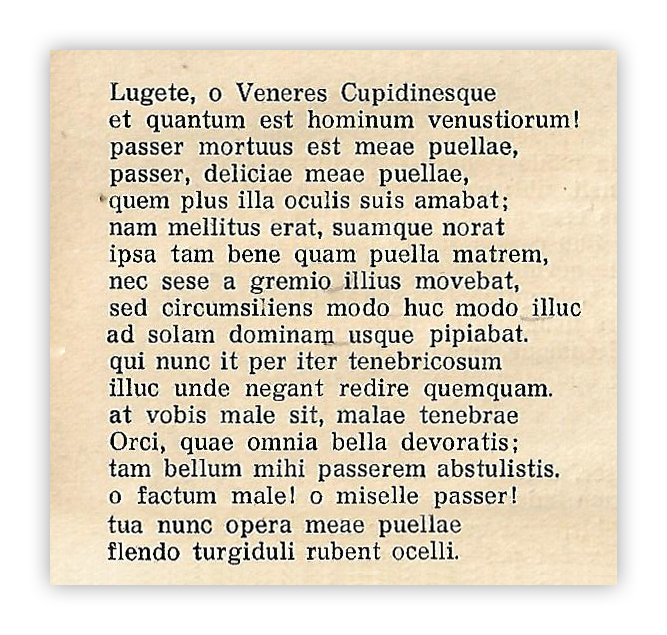 Lugete, o Veneres Cupidinesque
et quantum est hominum venustiorum!
passer mortuus est meae puellae,
passer, deliciae meae puellae,
quem plus illa oculis suis amabat;
nam mellitus erat, suamque norat
ipsa tam bene quam puella matrem,
nec sese a gremio illius movebat,
sed circumsiliens modo huc modo illuc
ad solam dominam usque pipiabat.
qui nunc it per iter tenebricosum
illuc unde negant redire quemquam.
at vobis male sit, malae tenebrae
Orci, quae omnia bella devoratis;
tam bellum mihi passerem abstulistis.
o factum male! o miselle passer!
tua nunc opera meae puellae
flendo turgiduli rubent ocelli.